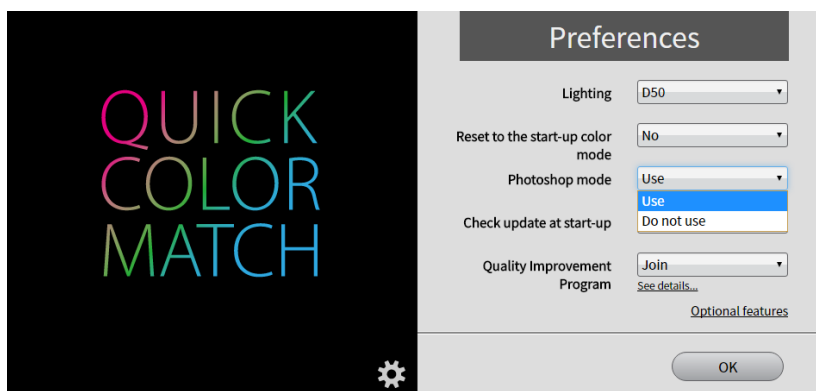 QUICK
COLOR
MATCH
Preferences
Lighting
D50
Reset to the start-up color
mode
No
Photoshop mode
Use
Use
Do not use
Check update at start-up
Quality Improvement
Program
Join
See details...
Optional features
OK